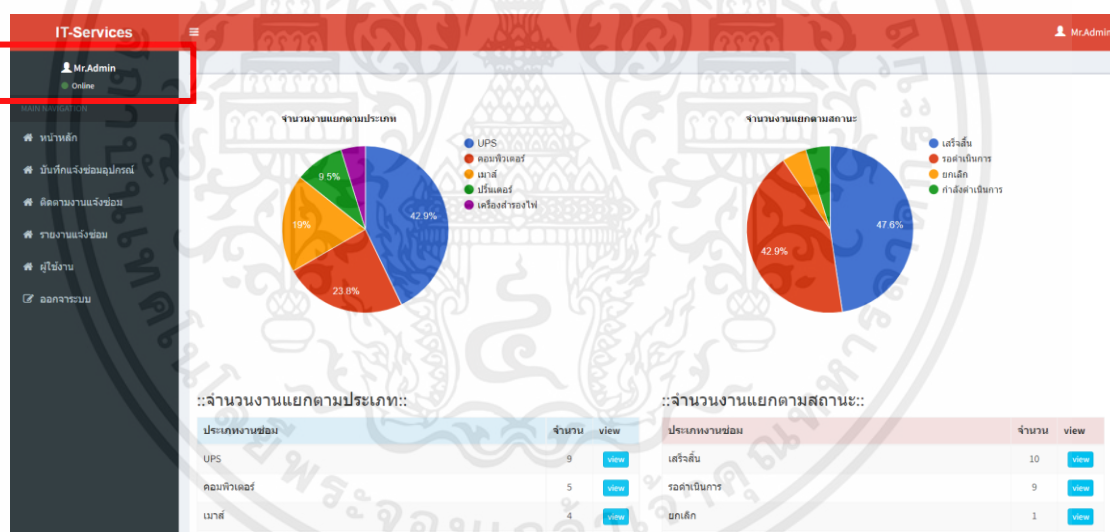 IT-Services
Mr.Admin
Mr.Admin
Online
MAIN NAVIGATION
หน้าหลัก
บันทึกแจ้งซ่อมอุปกรณ์
ติดตามงานแจ้งซ่อม
รายงานแจ้งซ่อม
ผู้ใช้งาน
ออกจาระบบ
จำนวนงานแยกตามประเภท
42.9%
23.8%
19%
9.5%
UPS
คอมพิวเตอร์
เมาส์
ปริ๊นเตอร์
เครื่องสำรองไฟ
จำนวนงานแยกตามสถานะ
47.6%
42.9%
เสร็จสิ้น
รอดำเนินการ
ยกเลิก
กำลังดำเนินการ
::จำนวนงานแยกตามประเภท::
ประเภทงานซ่อม จำนวน view
UPS 9 view
คอมพิวเตอร์ 5 view
เมาส์ 4 view
::จำนวนงานแยกตามสถานะ::
ประเภทงานซ่อม จำนวน view
เสร็จสิ้น 10 view
รอดำเนินการ 9 view
ยกเลิก 1 view